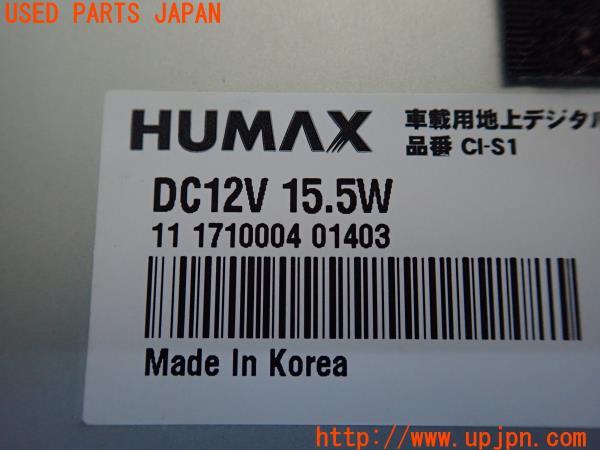 USED PARTS JAPAN
HUMAX
車載用地上デジタル
品番 CI-S1
DC12V 15.5W
11 1710004 01403
Made In Korea
http://www.upjpn.com